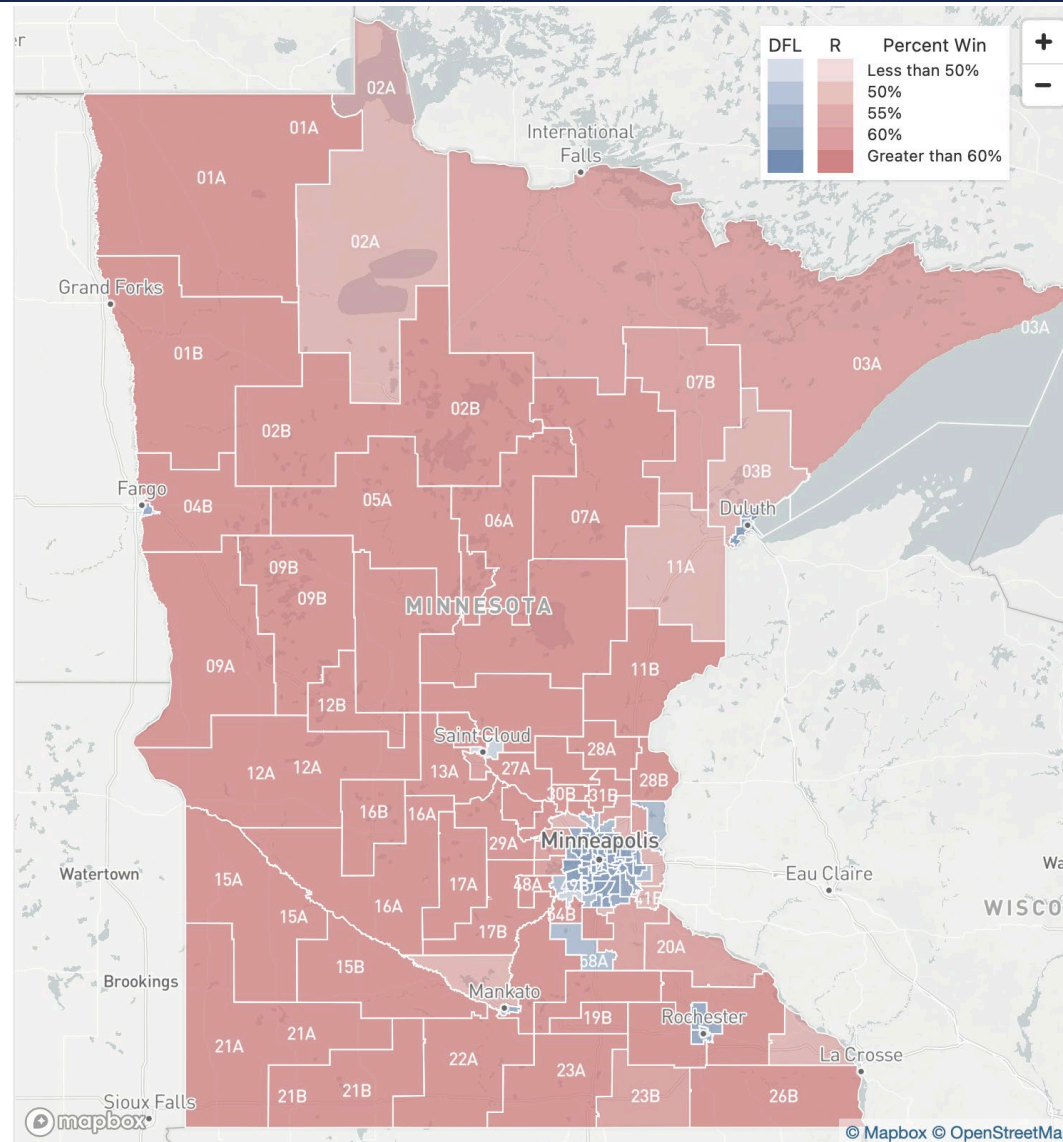 er
DFL R Percent Win
Less than 50%
50%
55%
60%
Greater than 60%
+
−
02A
01A
International
Falls
01A
02A
Grand Forks
03A
01B
03A
07B
02B
02B
03B
Fargo
05A
04B
06A
07A
Duluth
09B
11A
09B
MINNESOTA
09A
11B
12B
Saint Cloud
28A
12A
12A
13A
27A
28B
30B
31B
16B
16A
Minneapolis
29A
Watertown
Eau Claire
Wa
15A
17A
48A
49B
41B
WISCO
16A
15A
54B
17B
20A
58A
15B
Brookings
Mankato
19B
Rochester
21A
21A
22A
La Crosse
23A
21B
21B
23B
26B
Sioux Falls
mapbox
© Mapbox © OpenStreetMa